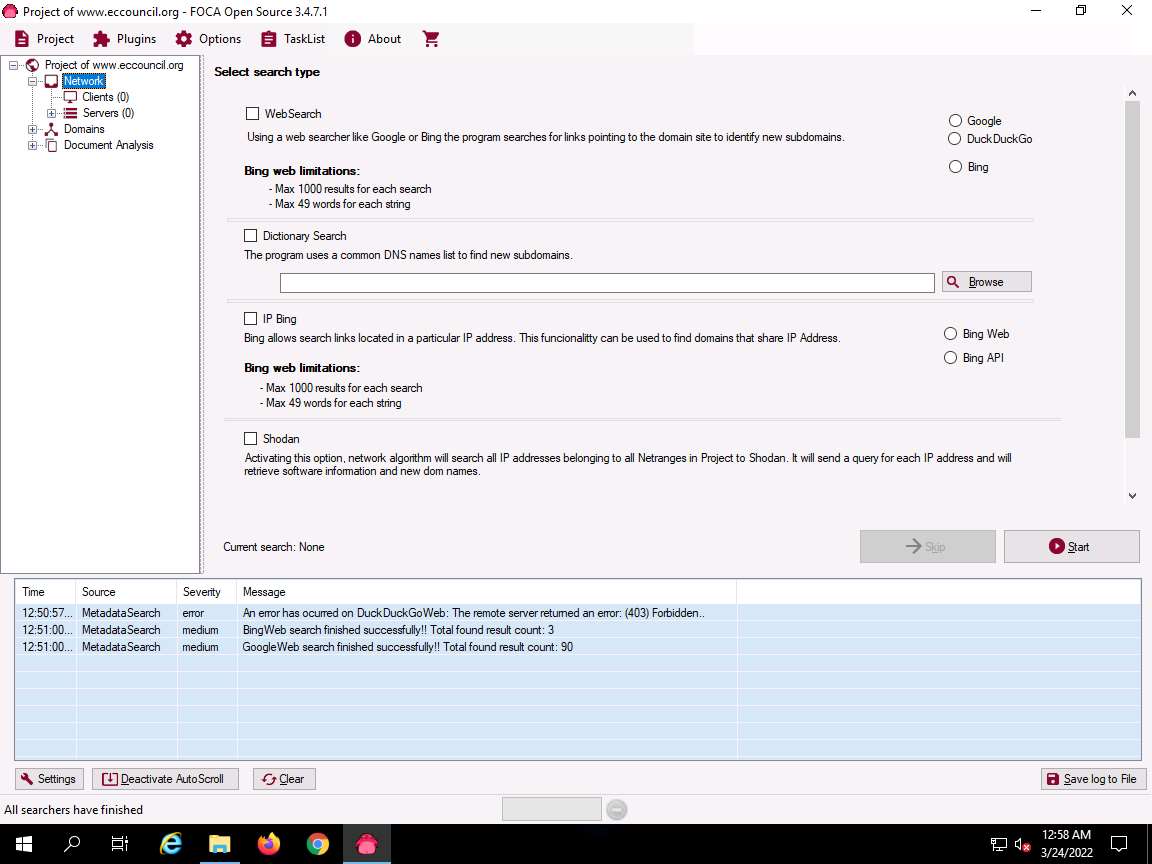 Project of www.eccouncil.org - FOCA Open Source 3.4.7.1
Project Plugins Options TaskList About
Project of www.eccouncil.org
Network
Clients (0)
Servers (0)
Domains
Document Analysis
Select search type
WebSearch
Using a web searcher like Google or Bing the program searches for links pointing to the domain site to identify new subdomains.
Google
DuckDuckGo
Bing
Bing web limitations:
- Max 1000 results for each search
- Max 49 words for each string
Dictionary Search
The program uses a common DNS names list to find new subdomains.
Browse
IP Bing
Bing allows search links located in a particular IP address. This funcionalitty can be used to find domains that share IP Address.
Bing Web
Bing API
Bing web limitations:
- Max 1000 results for each search
- Max 49 words for each string
Shodan
Activating this option, network algorithm will search all IP addresses belonging to all Netranges in Project to Shodan. It will send a query for each IP address and will
retrieve software information and new dom names.
Current search: None
Skip
Start
Time Source Severity Message
12:50:57... MetadataSearch error An error has ocurred on DuckDuckGoWeb: The remote server returned an error: (403) Forbidden..
12:51:00... MetadataSearch medium BingWeb search finished successfully!! Total found result count: 3
12:51:00... MetadataSearch medium GoogleWeb search finished successfully!! Total found result count: 90
Settings Deactivate AutoScroll Clear Save log to File
All searchers have finished
12:58 AM
3/24/2022